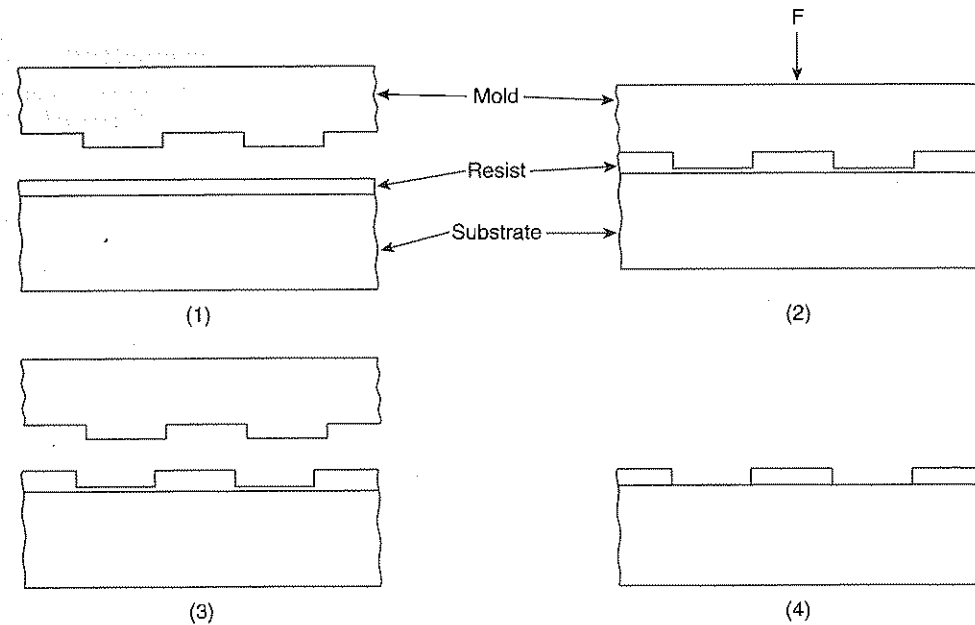 F
Mold
Resist
Substrate
(1)
(2)
(3)
(4)